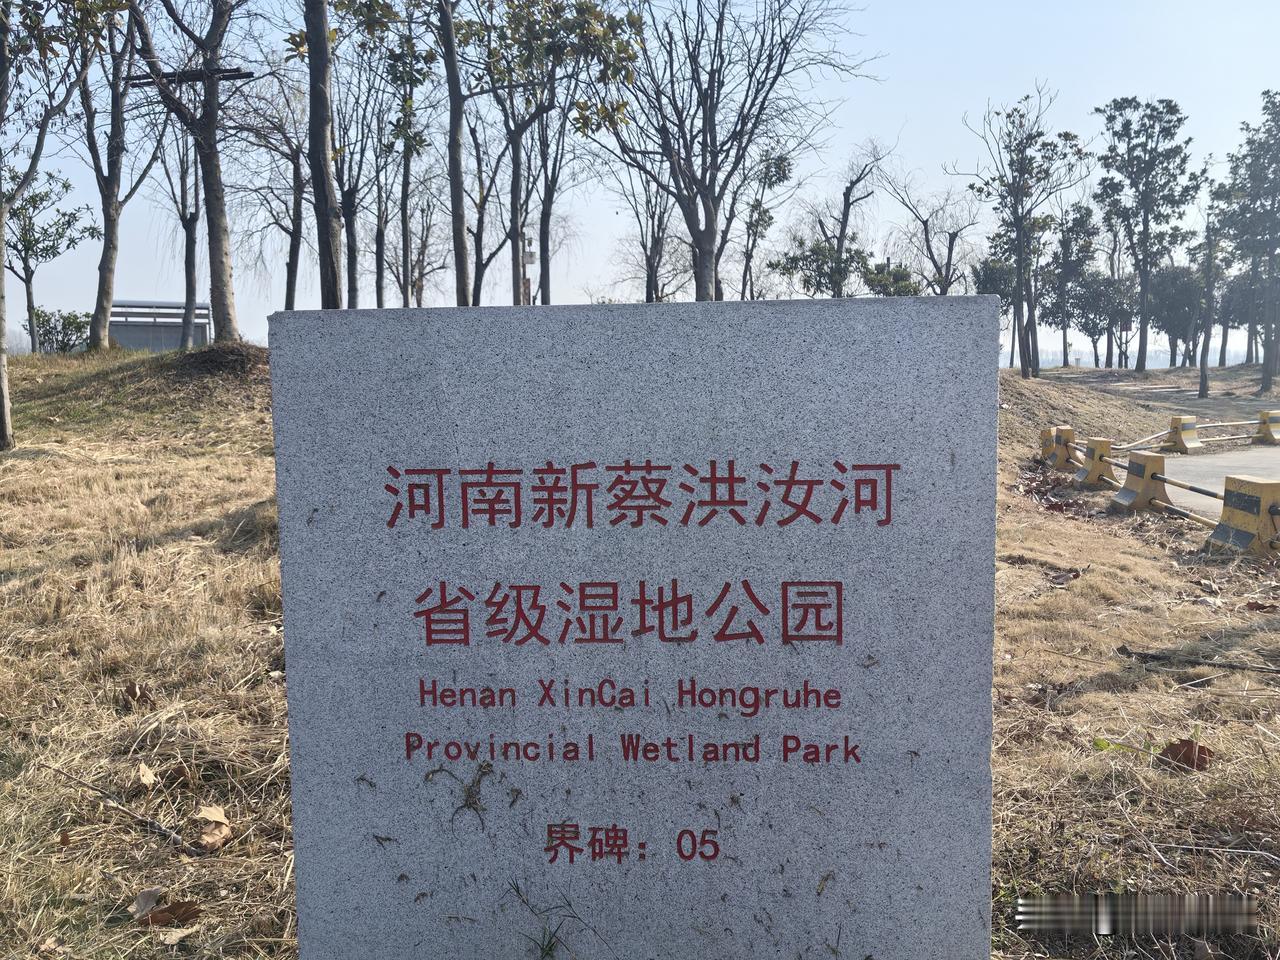 河南新蔡洪汝河
省级湿地公园
Henan XinCai Hongruhe
Provincial Wetland Park
界碑：05